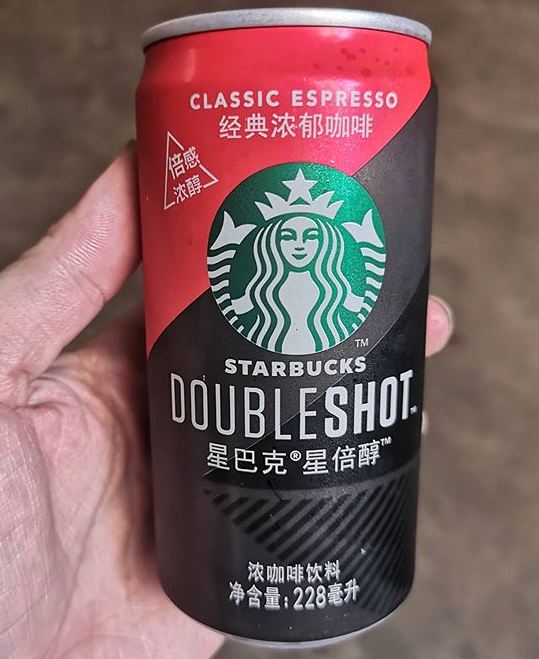 CLASSIC ESPRESSO
经典浓郁咖啡
倍感
浓醇
TM
STARBUCKS
DOUBLESHOT™
星巴克®星倍醇™
浓咖啡饮料
净含量:228毫升